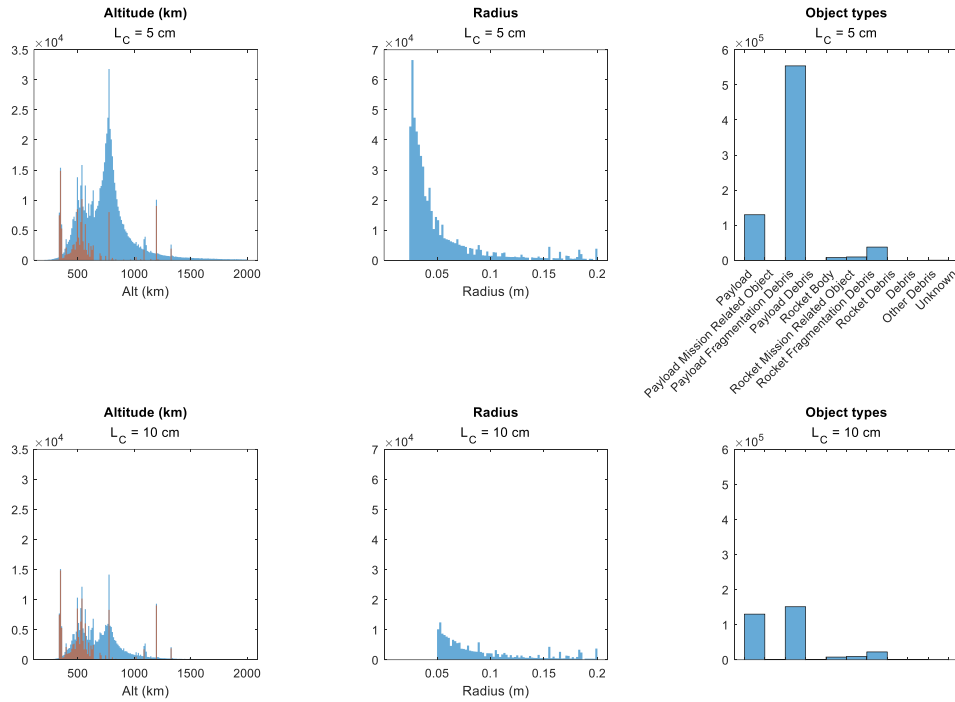 Altitude (km)
L_C = 5 cm
×10^4
3.5
3
2.5
2
1.5
1
0.5
0
500
1000
1500
2000
Alt (km)
Radius
L_C = 5 cm
×10^4
7
6
5
4
3
2
1
0
0.05
0.1
0.15
0.2
Radius (m)
Object types
L_C = 5 cm
×10^5
6
5
4
3
2
1
0
Payload
Payload Mission Related Object
Payload Fragmentation Debris
Payload Debris
Rocket Body
Rocket Mission Related Object
Rocket Fragmentation Debris
Rocket Debris
Debris
Other Debris
Unknown
Altitude (km)
L_C = 10 cm
×10^4
3.5
3
2.5
2
1.5
1
0.5
0
500
1000
1500
2000
Alt (km)
Radius
L_C = 10 cm
×10^4
7
6
5
4
3
2
1
0
0.05
0.1
0.15
0.2
Radius (m)
Object types
L_C = 10 cm
×10^5
6
5
4
3
2
1
0